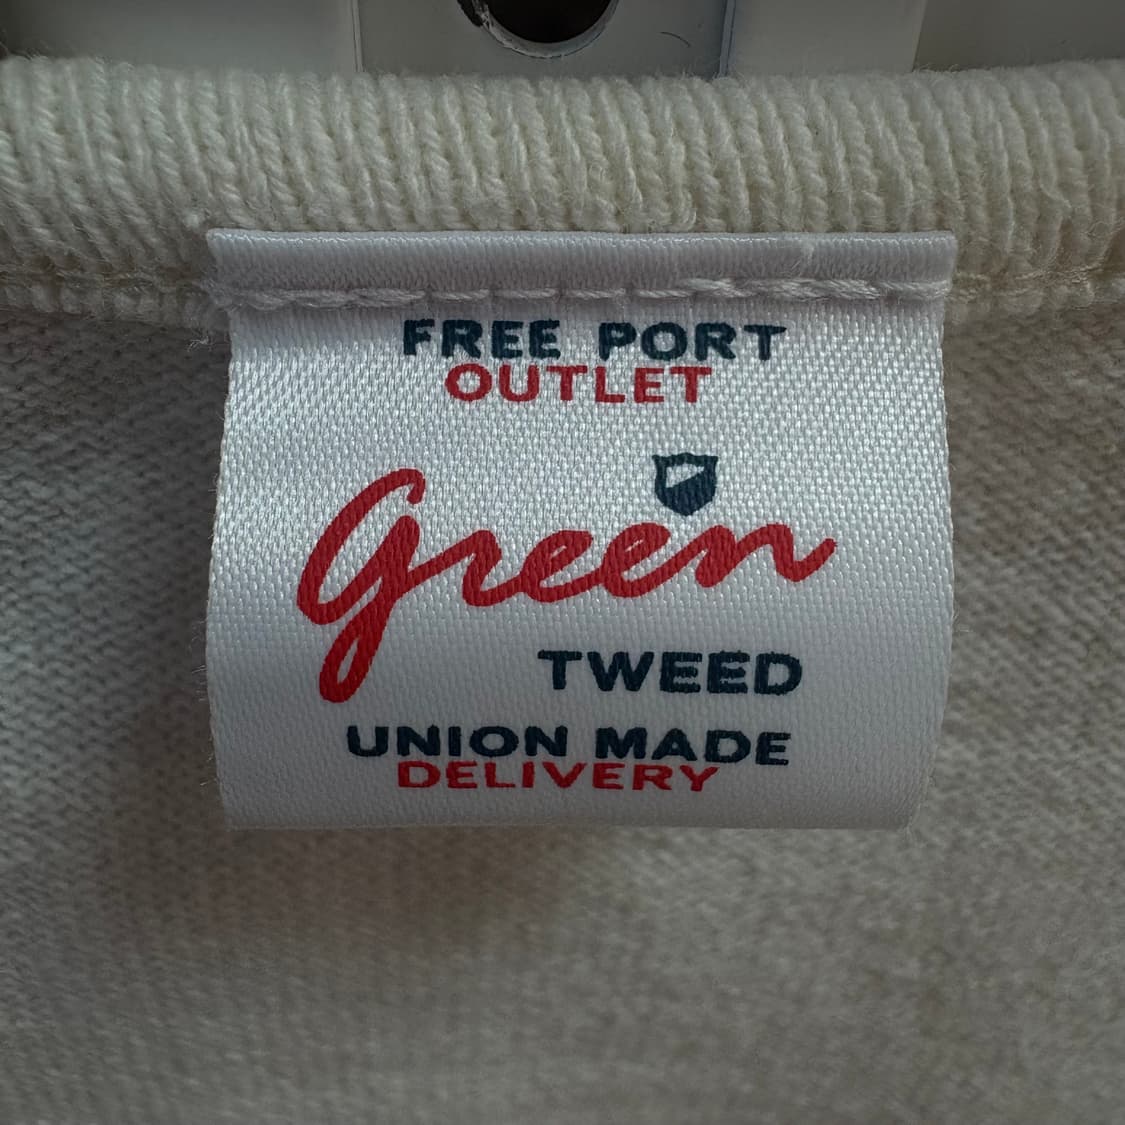 FREE PORT
OUTLET
Green
TWEED
UNION MADE
DELIVERY